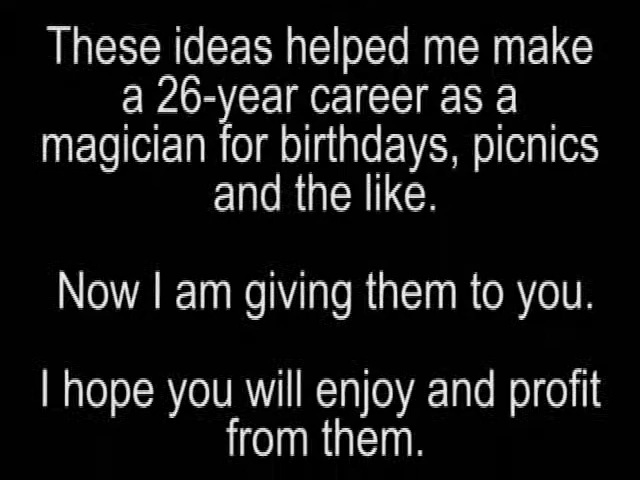 These ideas helped me make
a 26-year career as a
magician for birthdays, picnics
and the like.
Now I am giving them to you.
I hope you will enjoy and profit
from them.